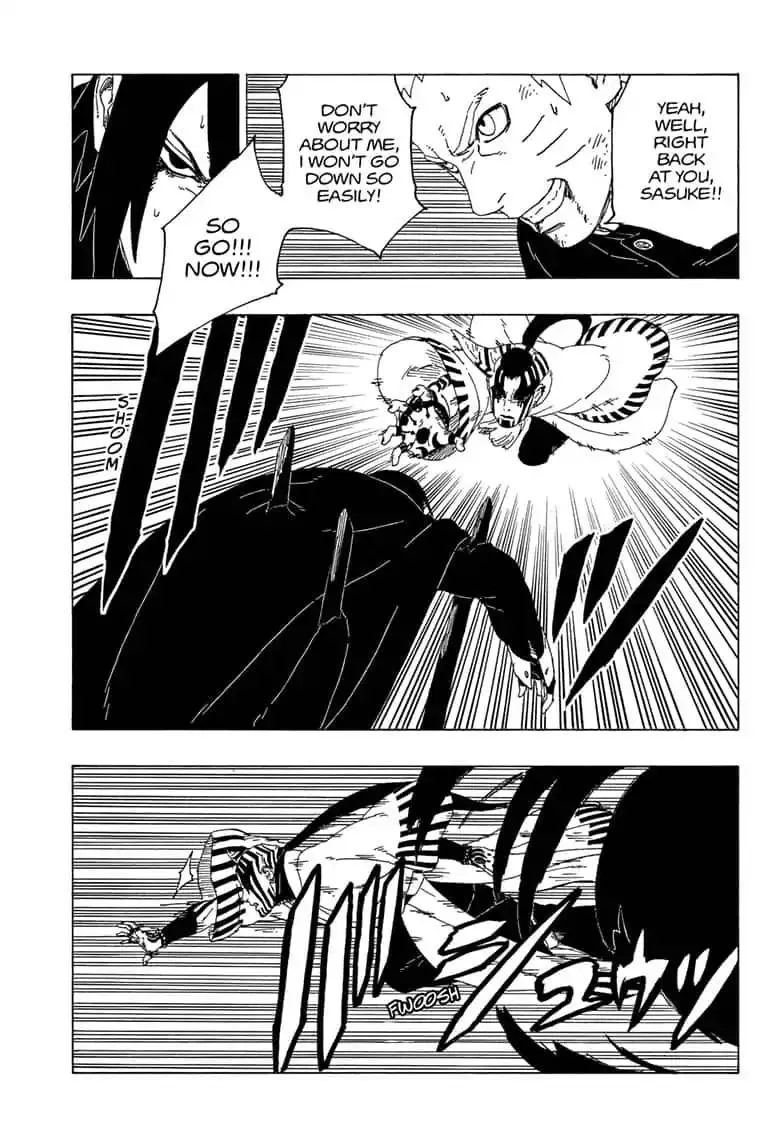 YEAH,
WELL,
RIGHT
BACK
AT YOU,
SASUKE!!
DON'T
WORRY
ABOUT ME,
I WON'T GO
DOWN SO
EASILY!
SO
GO!!!
NOW!!!
SHOOM
シュウッ
FWOOSH